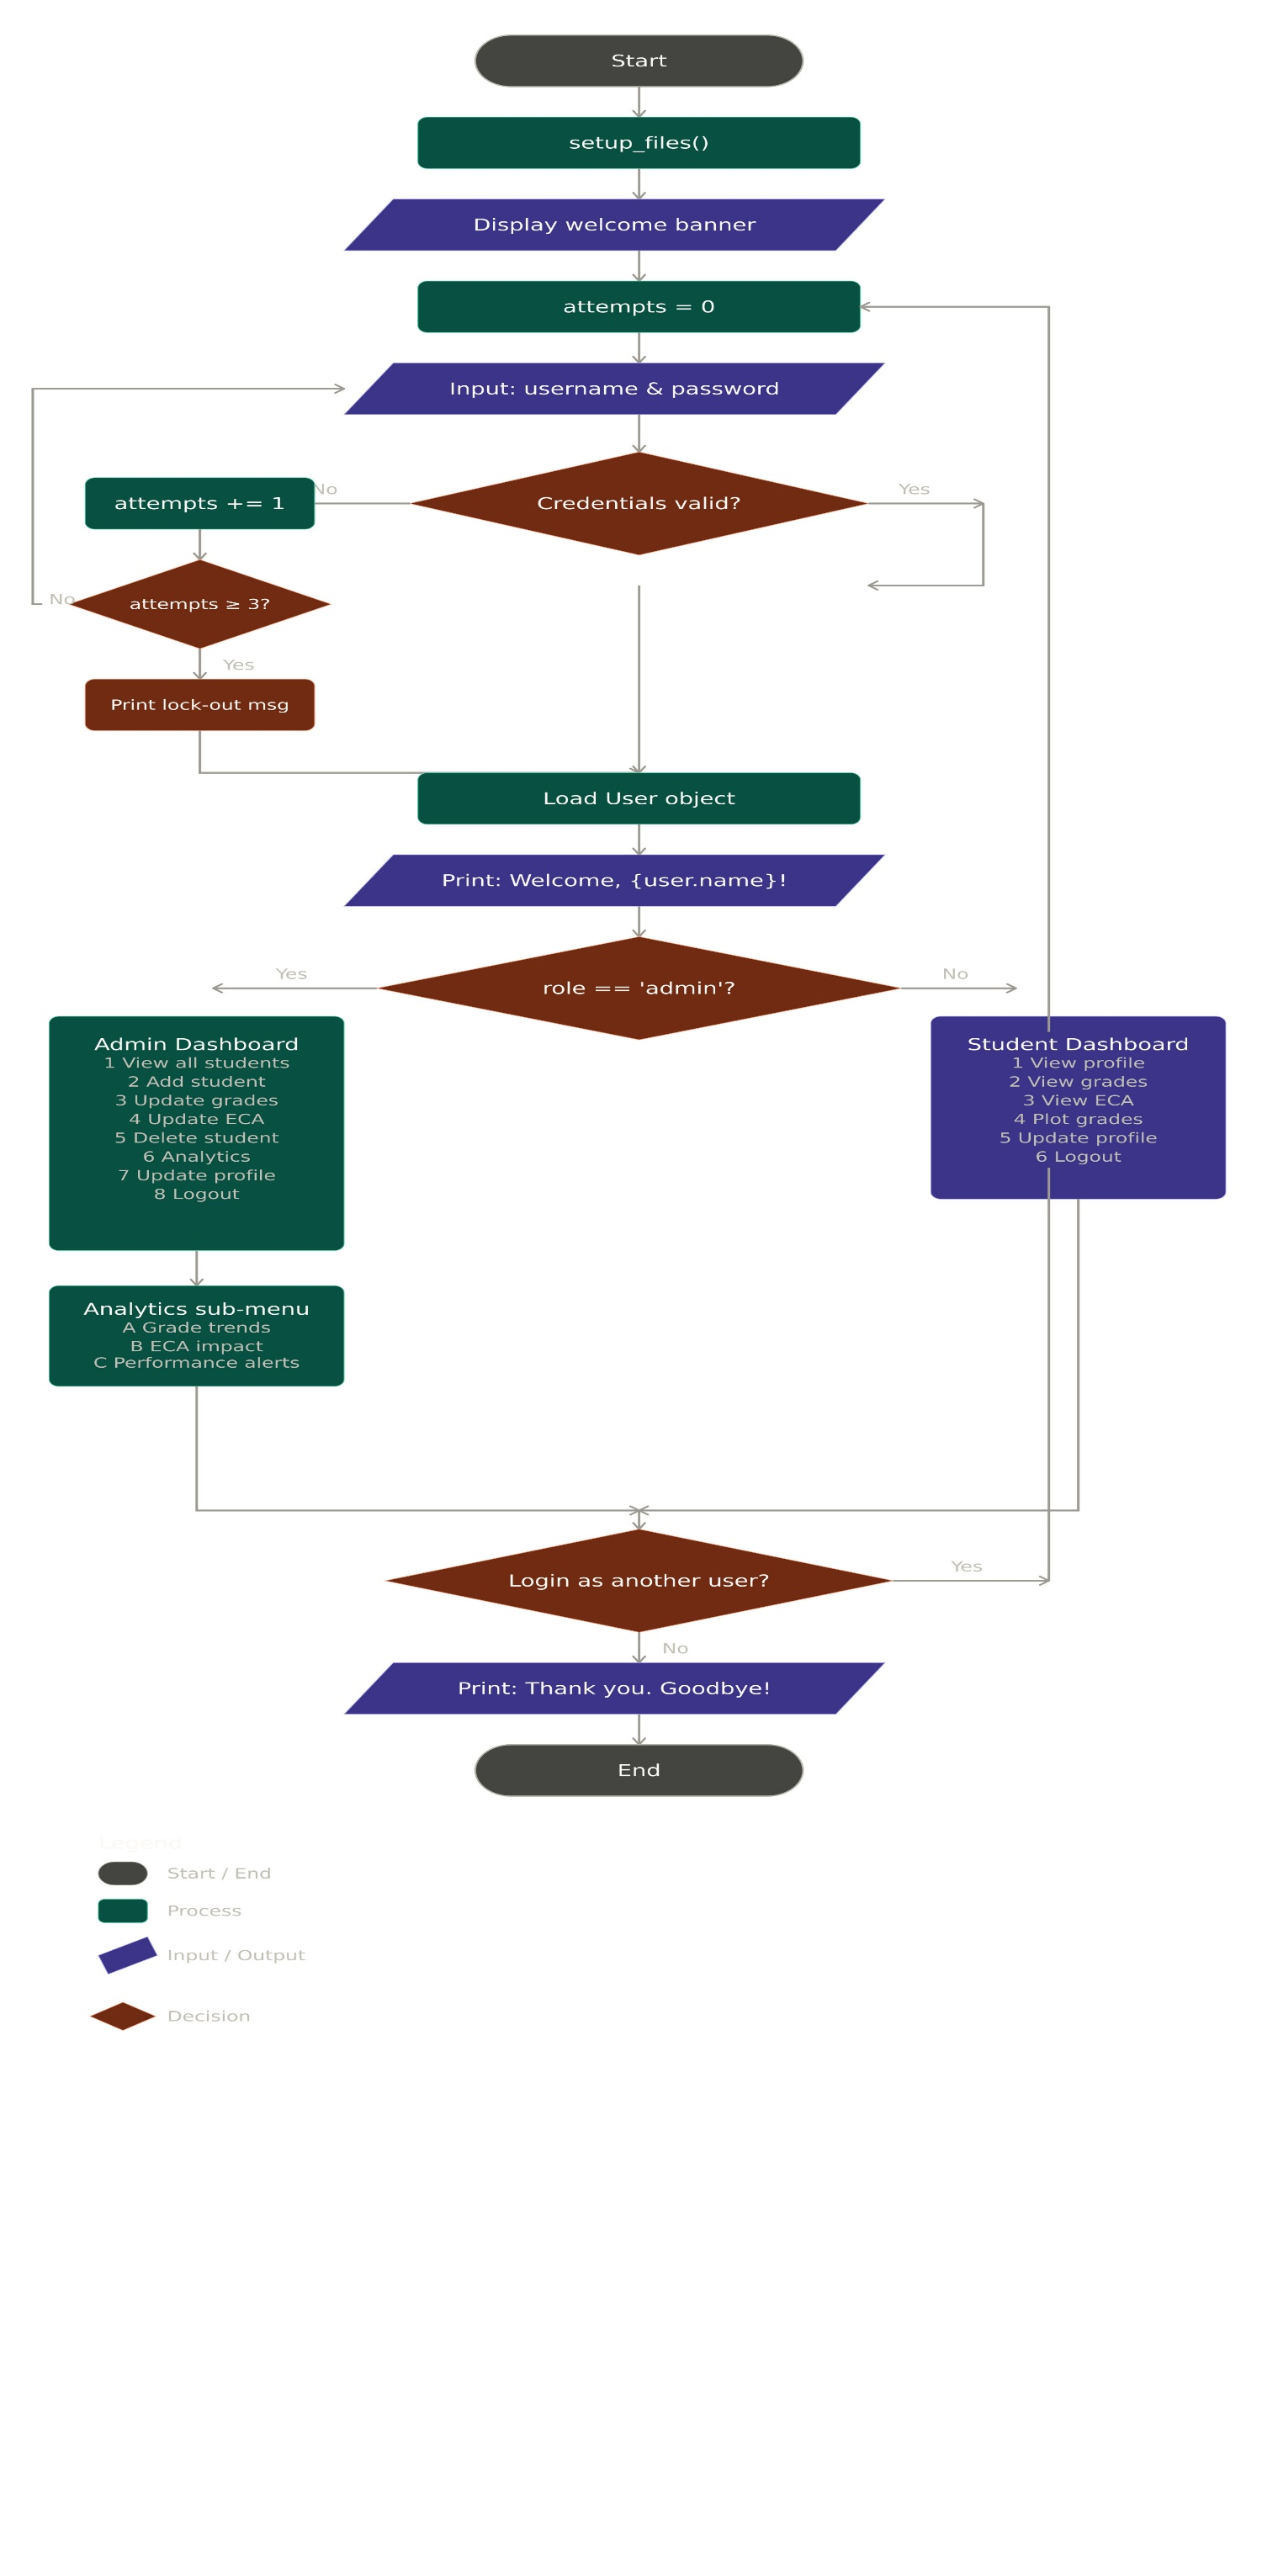 Start
setup_files()
Display welcome banner
attempts = 0
Input: username & password
Credentials valid?
No
Yes
attempts += 1
attempts ≥ 3?
No
Yes
Print lock-out msg
Load User object
Print: Welcome, {user.name}!
role == 'admin'?
Yes
No
Admin Dashboard
1 View all students
2 Add student
3 Update grades
4 Update ECA
5 Delete student
6 Analytics
7 Update profile
8 Logout
Student Dashboard
1 View profile
2 View grades
3 View ECA
4 Plot grades
5 Update profile
6 Logout
Analytics sub-menu
A Grade trends
B ECA impact
C Performance alerts
Login as another user?
Yes
No
Print: Thank you. Goodbye!
End
Legend
Start / End
Process
Input / Output
Decision